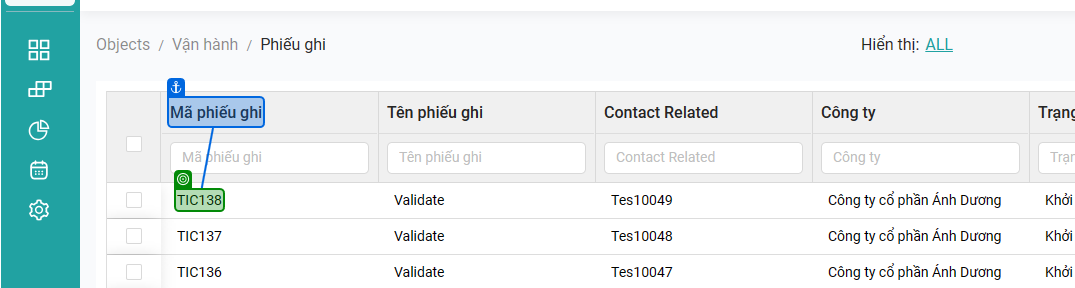 Objects / Vận hành / Phiếu ghi
Hiển thị: ALL
Mã phiếu ghi Tên phiếu ghi Contact Related Công ty Trạng
Mã phiếu ghi Tên phiếu ghi Contact Related Công ty Trạn
TIC138 Validate Tes10049 Công ty cổ phần Ánh Dương Khởi
TIC137 Validate Tes10048 Công ty cổ phần Ánh Dương Khởi
TIC136 Validate Tes10047 Công ty cổ phần Ánh Dương Khởi